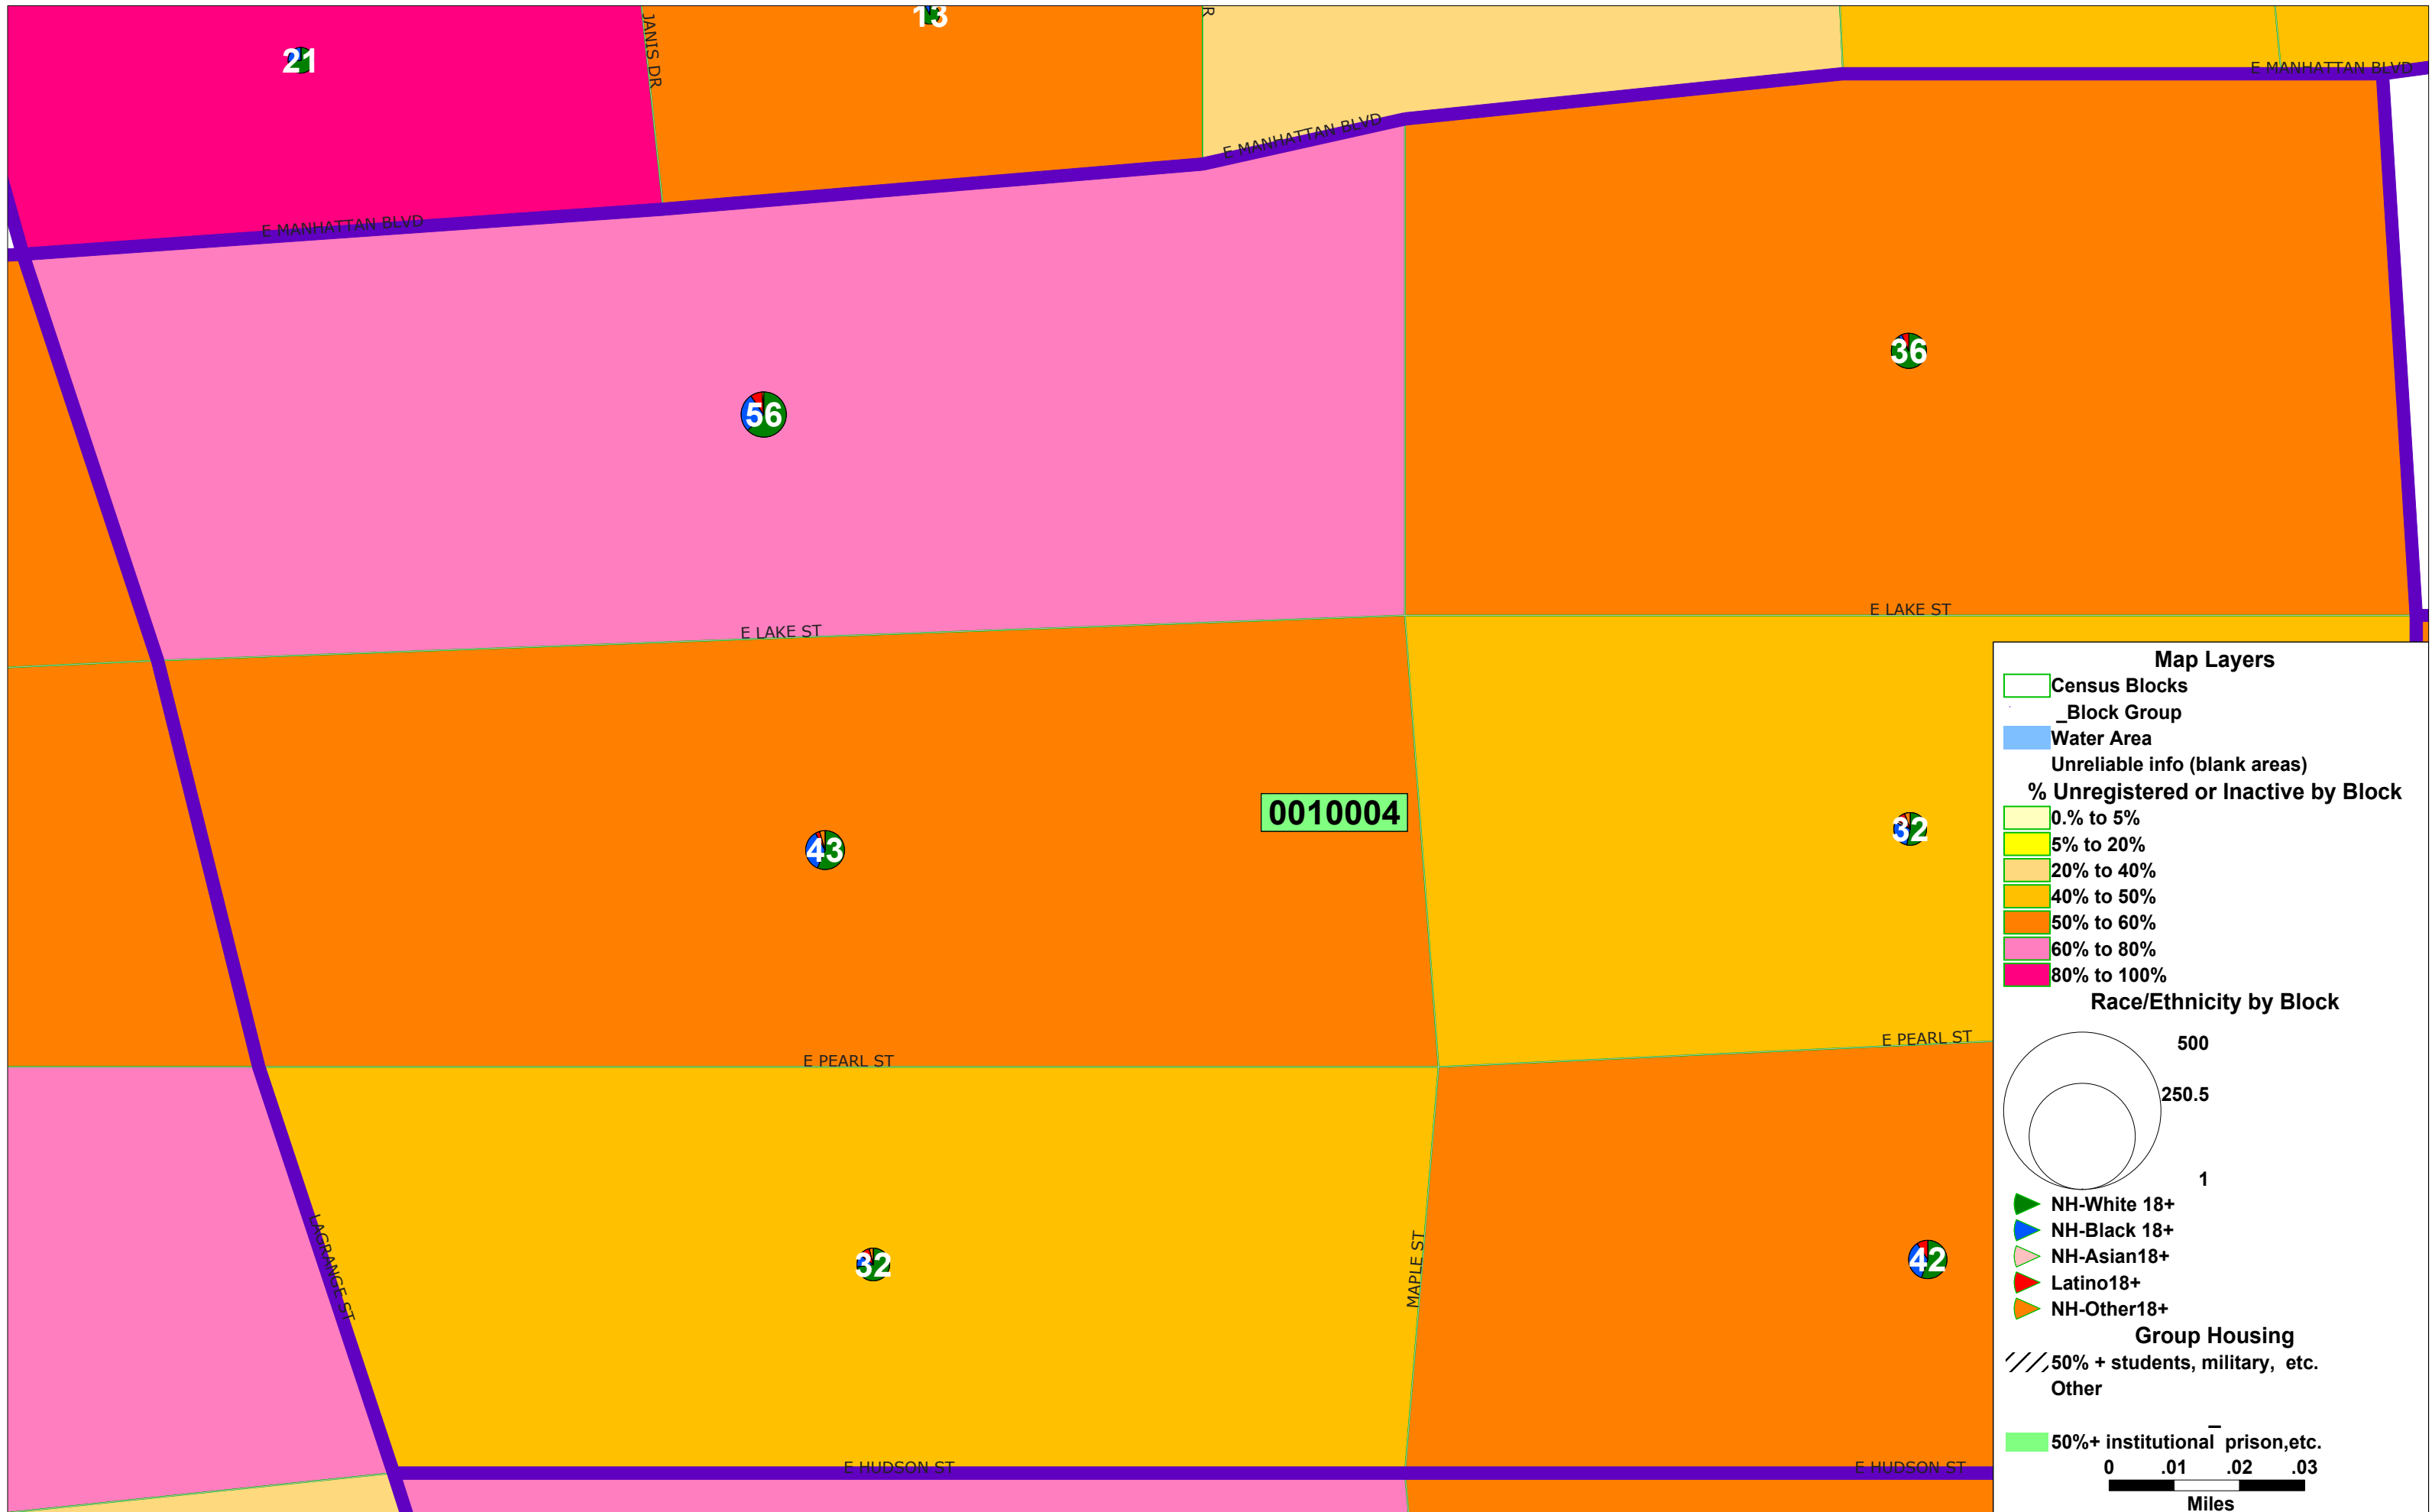 21
JANIS DR
13
R
E MANHATTAN BLVD
E MANHATTAN BLVD
E MANHATTAN BLVD
36
56
E LAKE ST
E LAKE ST
0010004
32
43
E PEARL ST
E PEARL ST
LAGRANGE ST
MAPLE ST
32
42
E HUDSON ST
E HUDSON ST
Map Layers
Census Blocks
_Block Group
Water Area
Unreliable info (blank areas)
% Unregistered or Inactive by Block
0.% to 5%
5% to 20%
20% to 40%
40% to 50%
50% to 60%
60% to 80%
80% to 100%
Race/Ethnicity by Block
500
250.5
1
NH-White 18+
NH-Black 18+
NH-Asian18+
Latino18+
NH-Other18+
Group Housing
50% + students, military, etc.
Other
50%+ institutional_ prison,etc.
0 .01 .02 .03
Miles